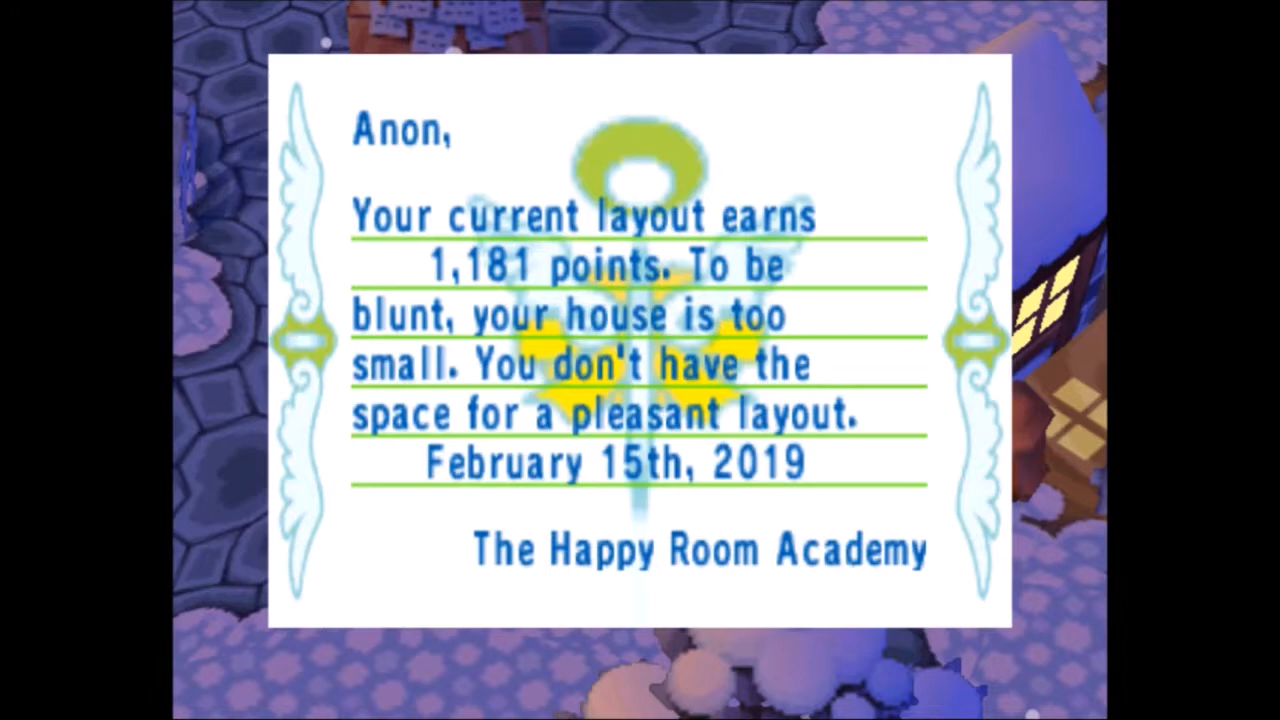 Anon,
Your current layout earns
1,181 points. To be
blunt, your house is too
small. You don't have the
space for a pleasant layout.
February 15th, 2019
The Happy Room Academy